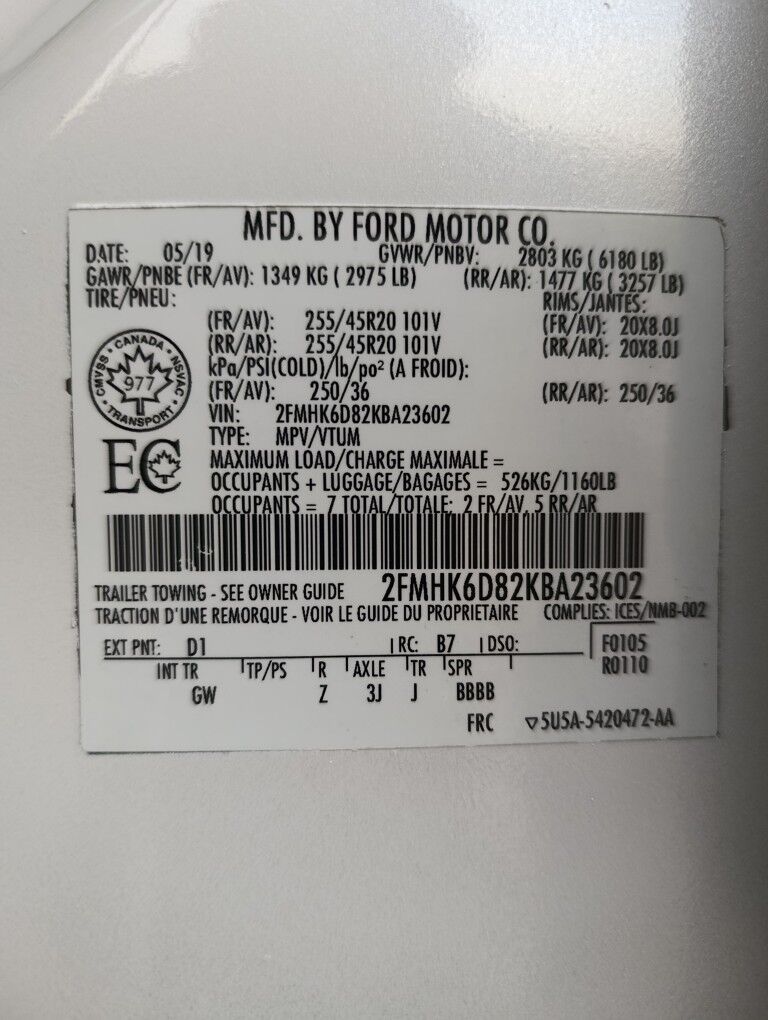 MFD. BY FORD MOTOR CO.
DATE: 05/19 GVWR/PNBV: 2803 KG ( 6180 LB)
GAWR/PNBE (FR/AV): 1349 KG ( 2975 LB) (RR/AR): 1477 KG ( 3257 LB)
TIRE/PNEU: RIMS/JANTES:
(FR/AV): 255/45R20 101V (FR/AV): 20X8.0J
(RR/AR): 255/45R20 101V (RR/AR): 20X8.0J
kPa/PSI(COLD)/lb/po² (A FROID):
(FR/AV): 250/36 (RR/AR): 250/36
VIN: 2FMHK6D82KBA23602
TYPE: MPV/VTUM
MAXIMUM LOAD/CHARGE MAXIMALE =
OCCUPANTS + LUGGAGE/BAGAGES = 526KG/1160LB
OCCUPANTS = 7 TOTAL/TOTALE: 2 FR/AV, 5 RR/AR
CMVSS • CANADA • NSVAC • TRANSPORT •
977
EC
2FMHK6D82KBA23602
TRAILER TOWING - SEE OWNER GUIDE
TRACTION D'UNE REMORQUE - VOIR LE GUIDE DU PROPRIETAIRE COMPLIES: ICES/NMB-002
EXT PNT: D1 RC: B7 DSO: F0105
INT TR TP/PS R AXLE TR SPR R0110
GW Z 3J J BBBB
FRC ▽5U5A-5420472-AA